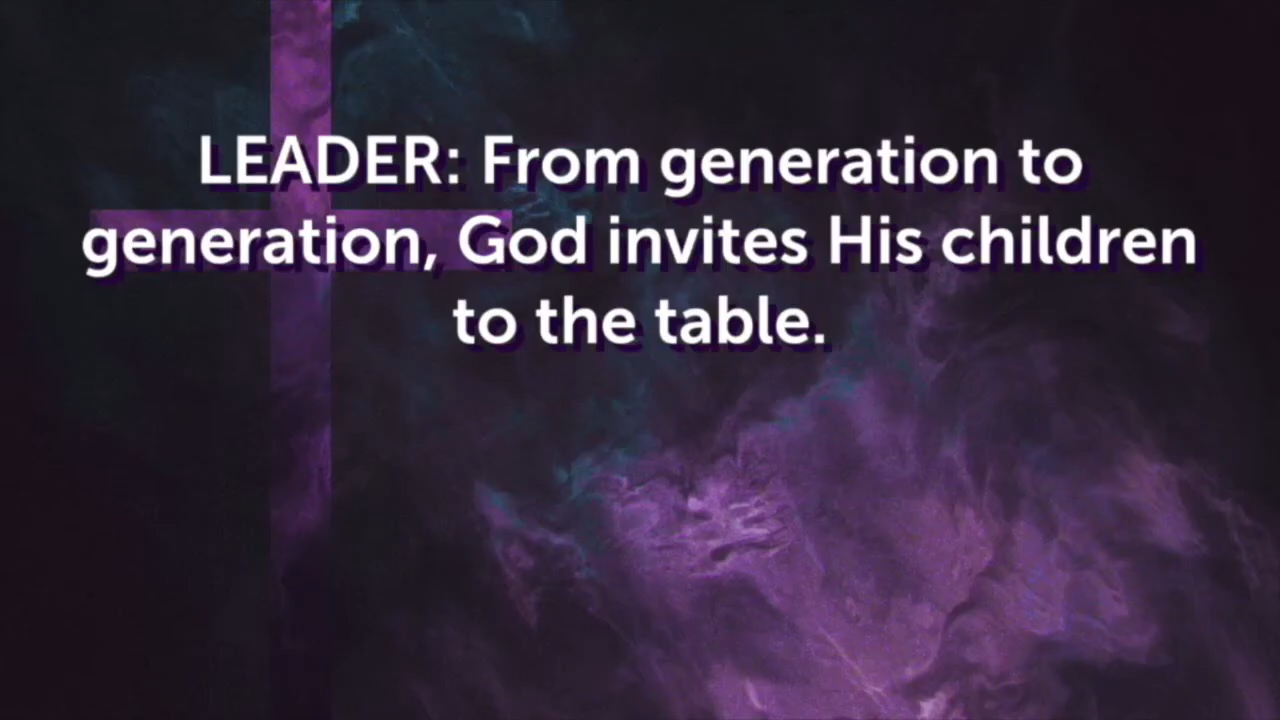 LEADER: From generation to
generation, God invites His children
to the table.